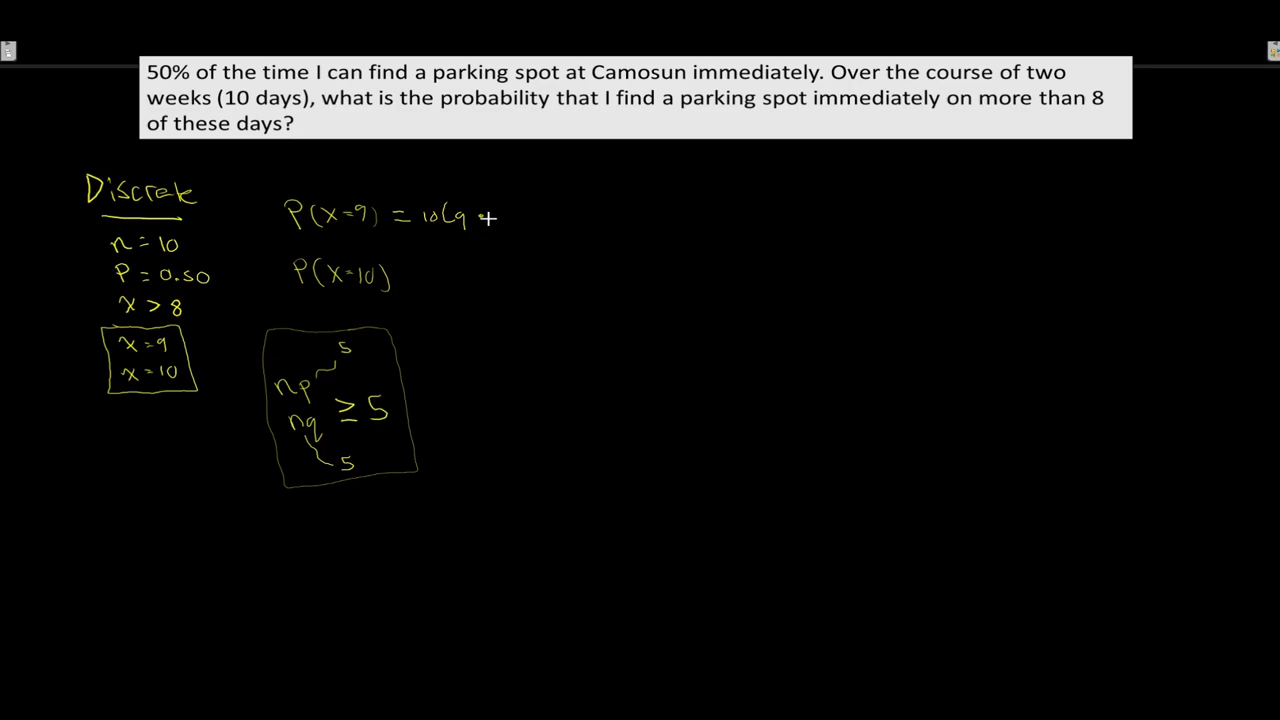 50% of the time I can find a parking spot at Camosun immediately. Over the course of two
weeks (10 days), what is the probability that I find a parking spot immediately on more than 8
of these days?
Discrete
n = 10
P = 0.50
x > 8
x = 9
x = 10
P(x=9) = 10C9
P(x=10)
5
np
nq ≥ 5
5